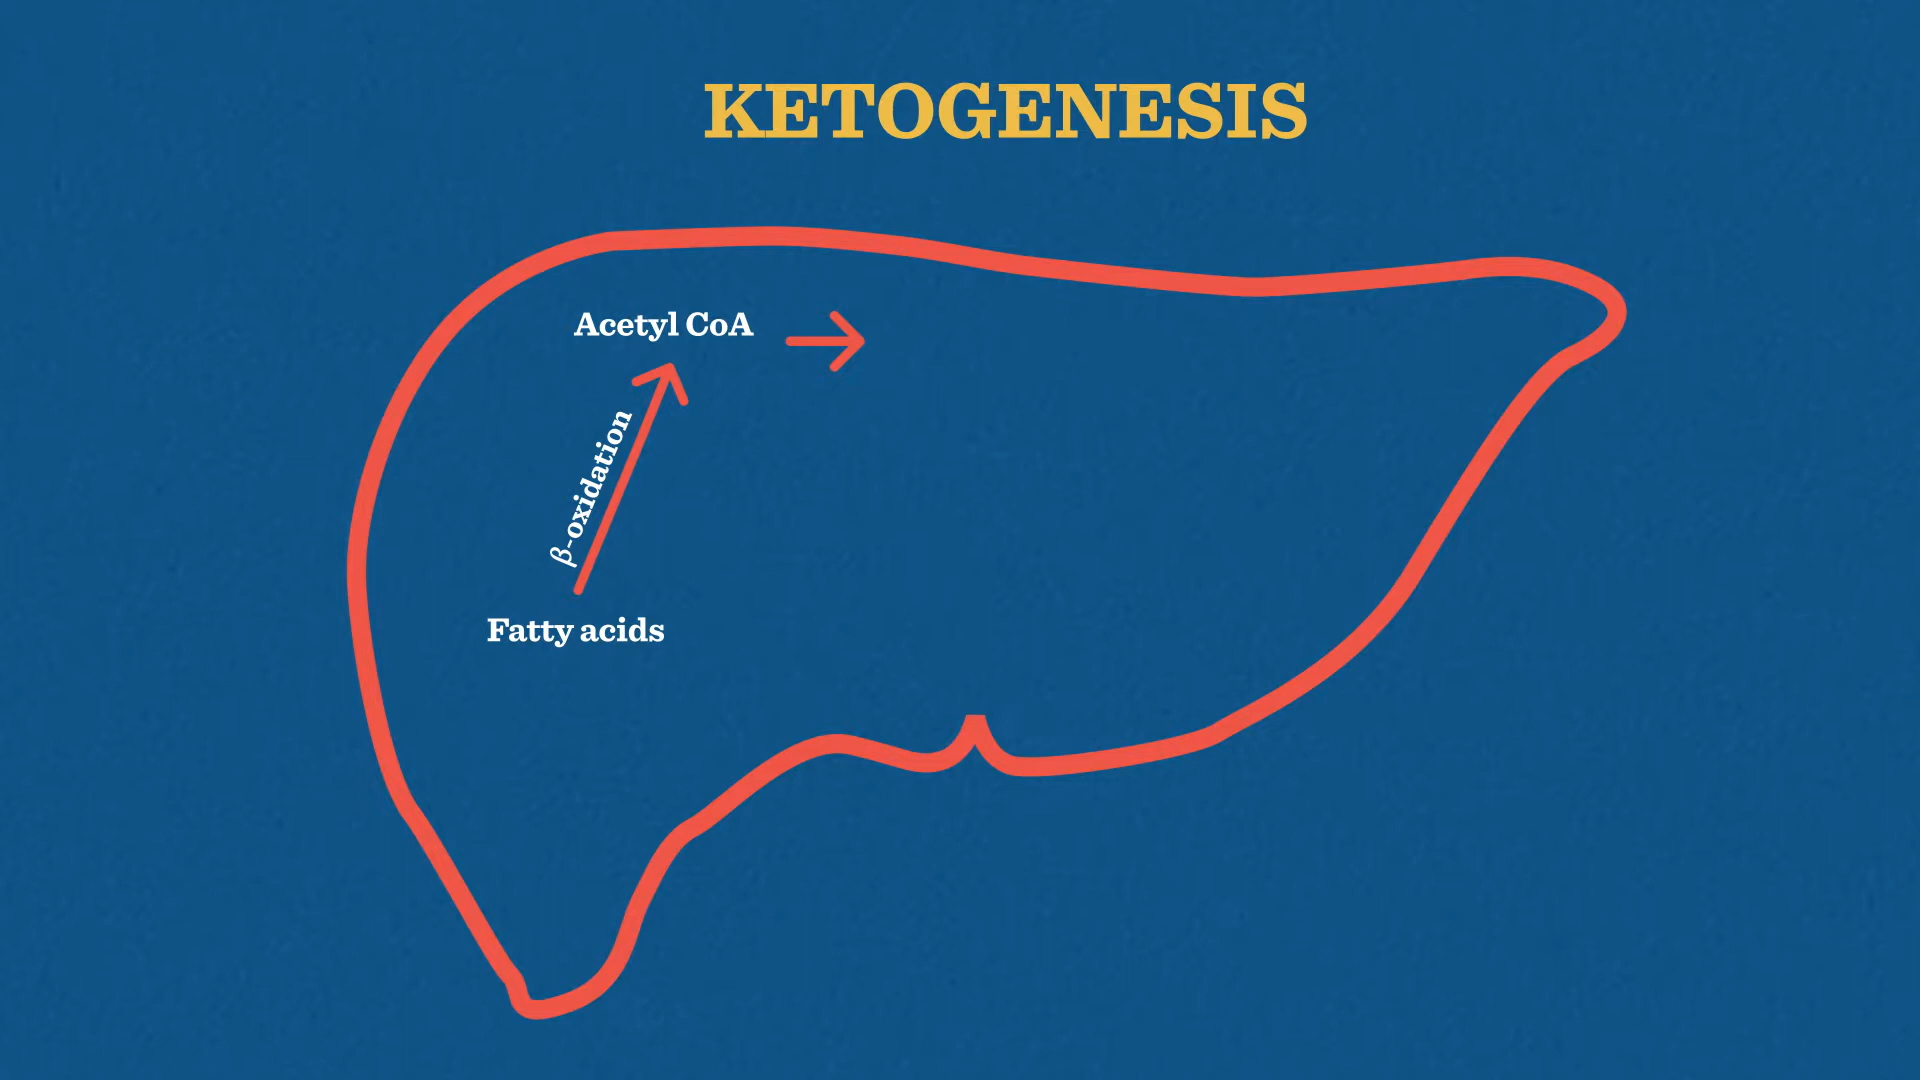 KETOGENESIS
Acetyl CoA
β-oxidation
Fatty acids